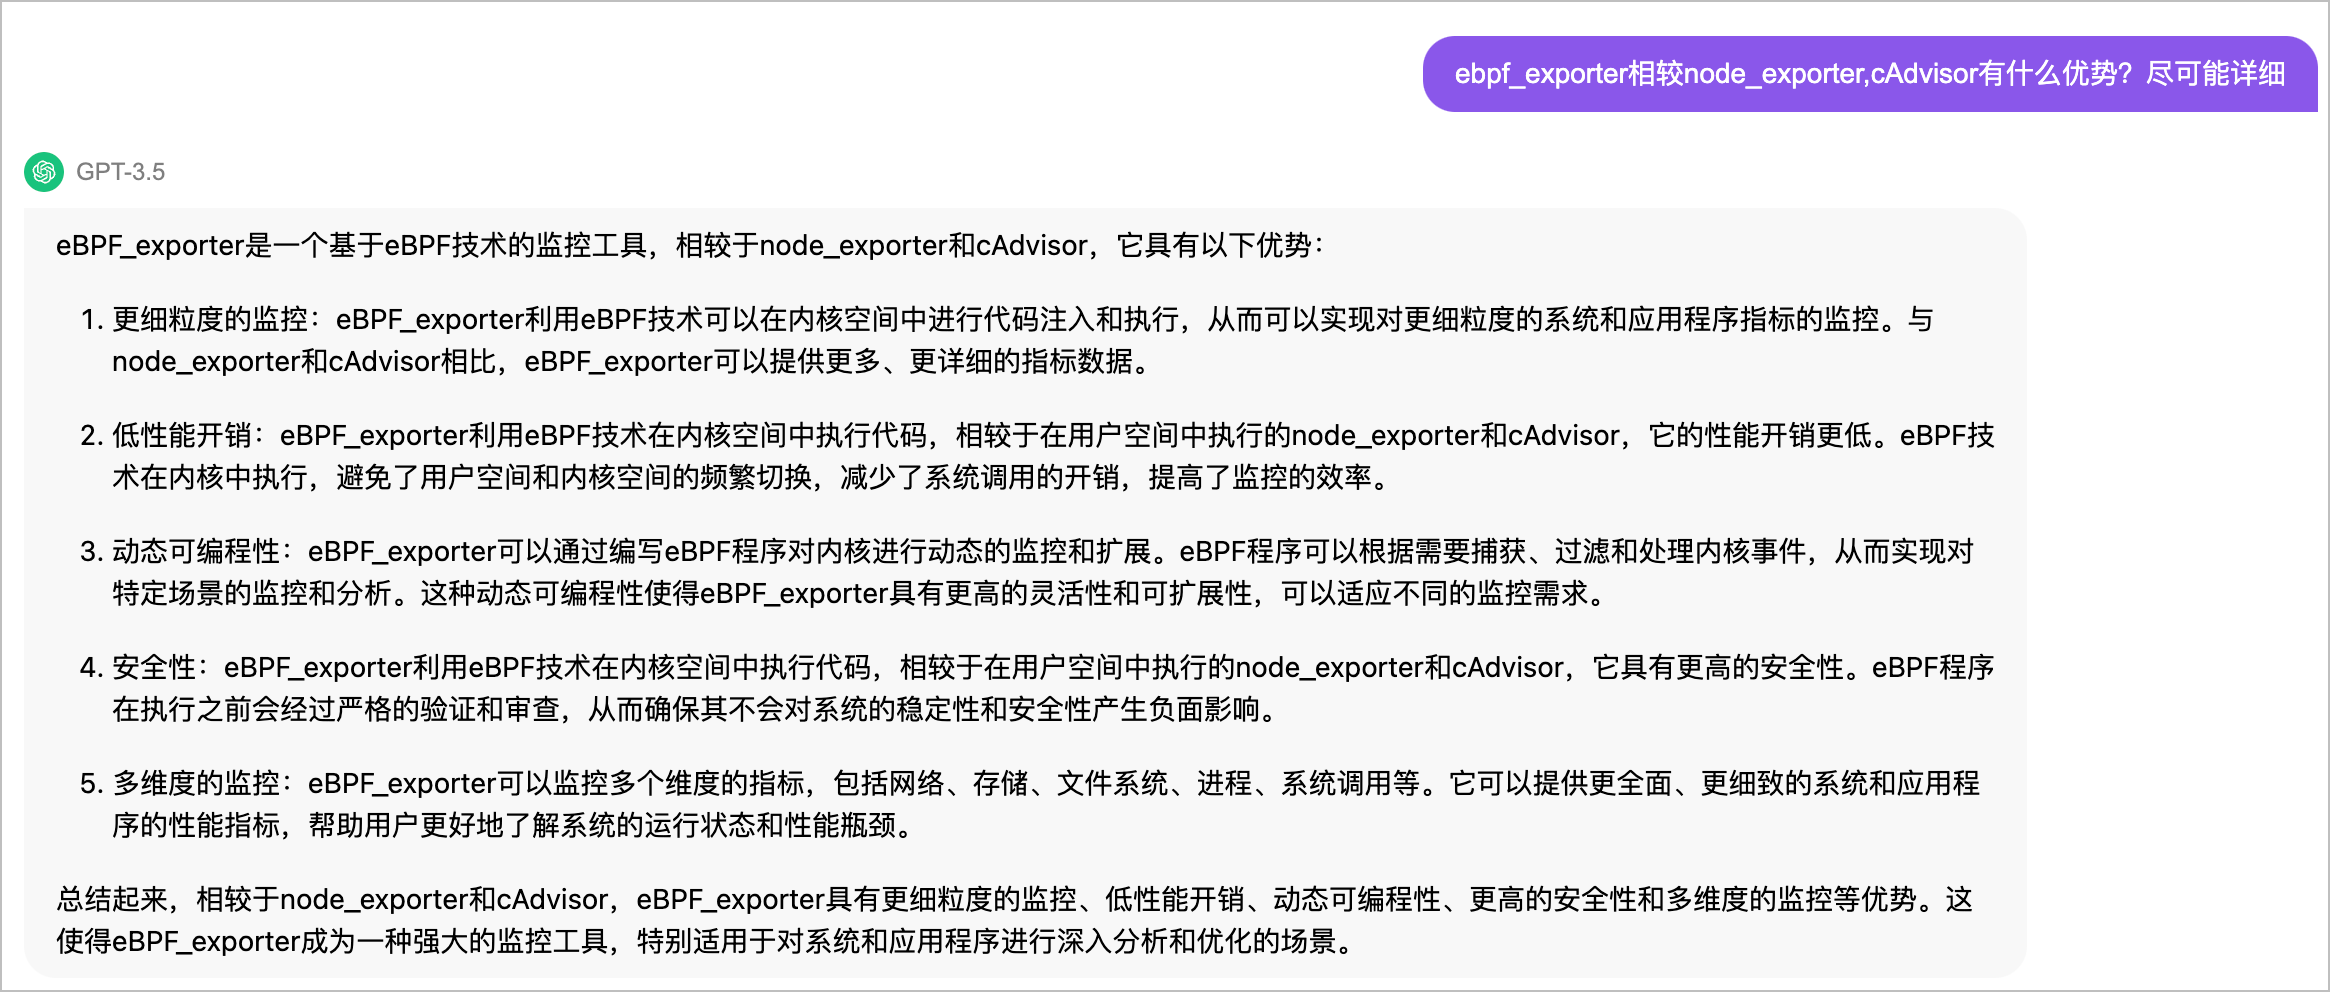 ebpf_exporter相较node_exporter,cAdvisor有什么优势？尽可能详细
GPT-3.5
eBPF_exporter是一个基于eBPF技术的监控工具，相较于node_exporter和cAdvisor，它具有以下优势：
1. 更细粒度的监控：eBPF_exporter利用eBPF技术可以在内核空间中进行代码注入和执行，从而可以实现对更细粒度的系统和应用程序指标的监控。与
node_exporter和cAdvisor相比，eBPF_exporter可以提供更多、更详细的指标数据。
2. 低性能开销：eBPF_exporter利用eBPF技术在内核空间中执行代码，相较于在用户空间中执行的node_exporter和cAdvisor，它的性能开销更低。eBPF技
术在内核中执行，避免了用户空间和内核空间的频繁切换，减少了系统调用的开销，提高了监控的效率。
3. 动态可编程性：eBPF_exporter可以通过编写eBPF程序对内核进行动态的监控和扩展。eBPF程序可以根据需要捕获、过滤和处理内核事件，从而实现对
特定场景的监控和分析。这种动态可编程性使得eBPF_exporter具有更高的灵活性和可扩展性，可以适应不同的监控需求。
4. 安全性：eBPF_exporter利用eBPF技术在内核空间中执行代码，相较于在用户空间中执行的node_exporter和cAdvisor，它具有更高的安全性。eBPF程序
在执行之前会经过严格的验证和审查，从而确保其不会对系统的稳定性和安全性产生负面影响。
5. 多维度的监控：eBPF_exporter可以监控多个维度的指标，包括网络、存储、文件系统、进程、系统调用等。它可以提供更全面、更细致的系统和应用程
序的性能指标，帮助用户更好地了解系统的运行状态和性能瓶颈。
总结起来，相较于node_exporter和cAdvisor，eBPF_exporter具有更细粒度的监控、低性能开销、动态可编程性、更高的安全性和多维度的监控等优势。这
使得eBPF_exporter成为一种强大的监控工具，特别适用于对系统和应用程序进行深入分析和优化的场景。